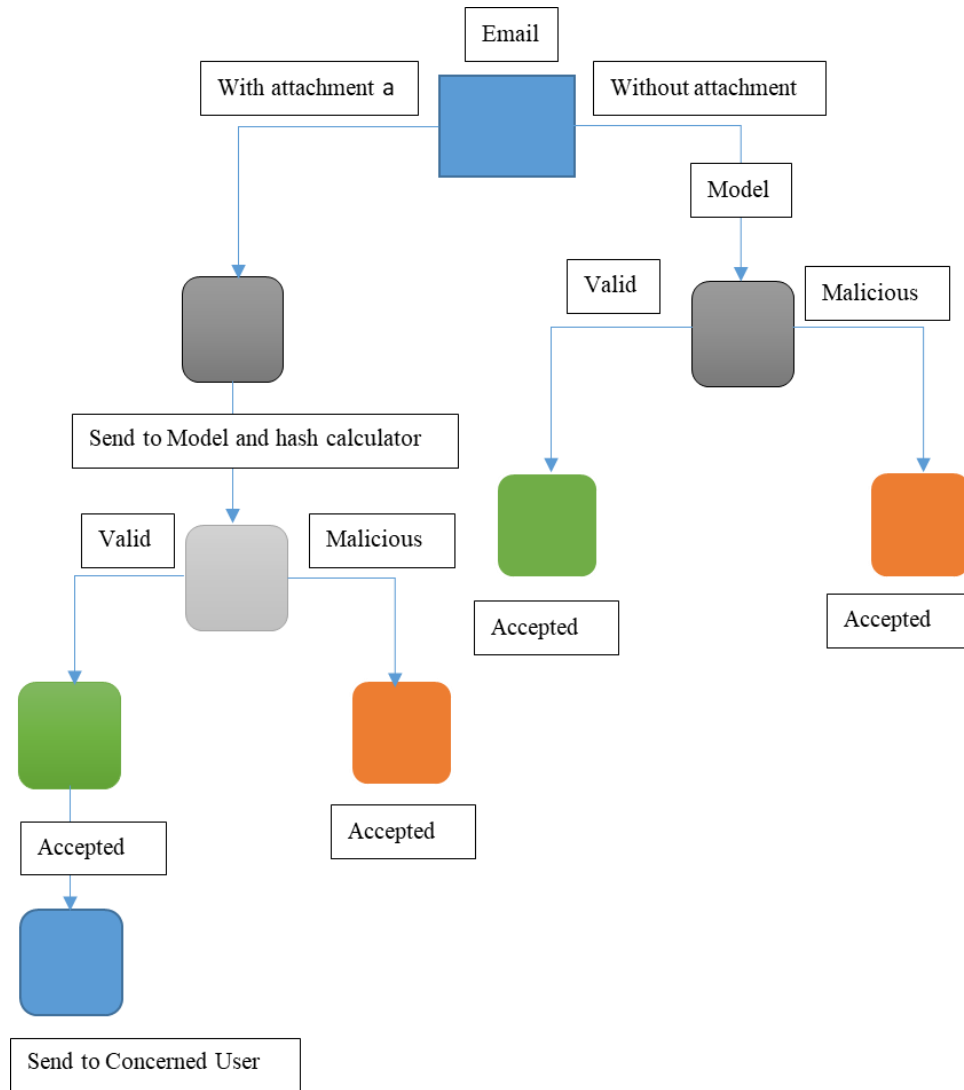 Email
With attachment a
Without attachment
Model
Valid
Malicious
Send to Model and hash calculator
Valid
Malicious
Accepted
Accepted
Accepted
Accepted
Send to Concerned User